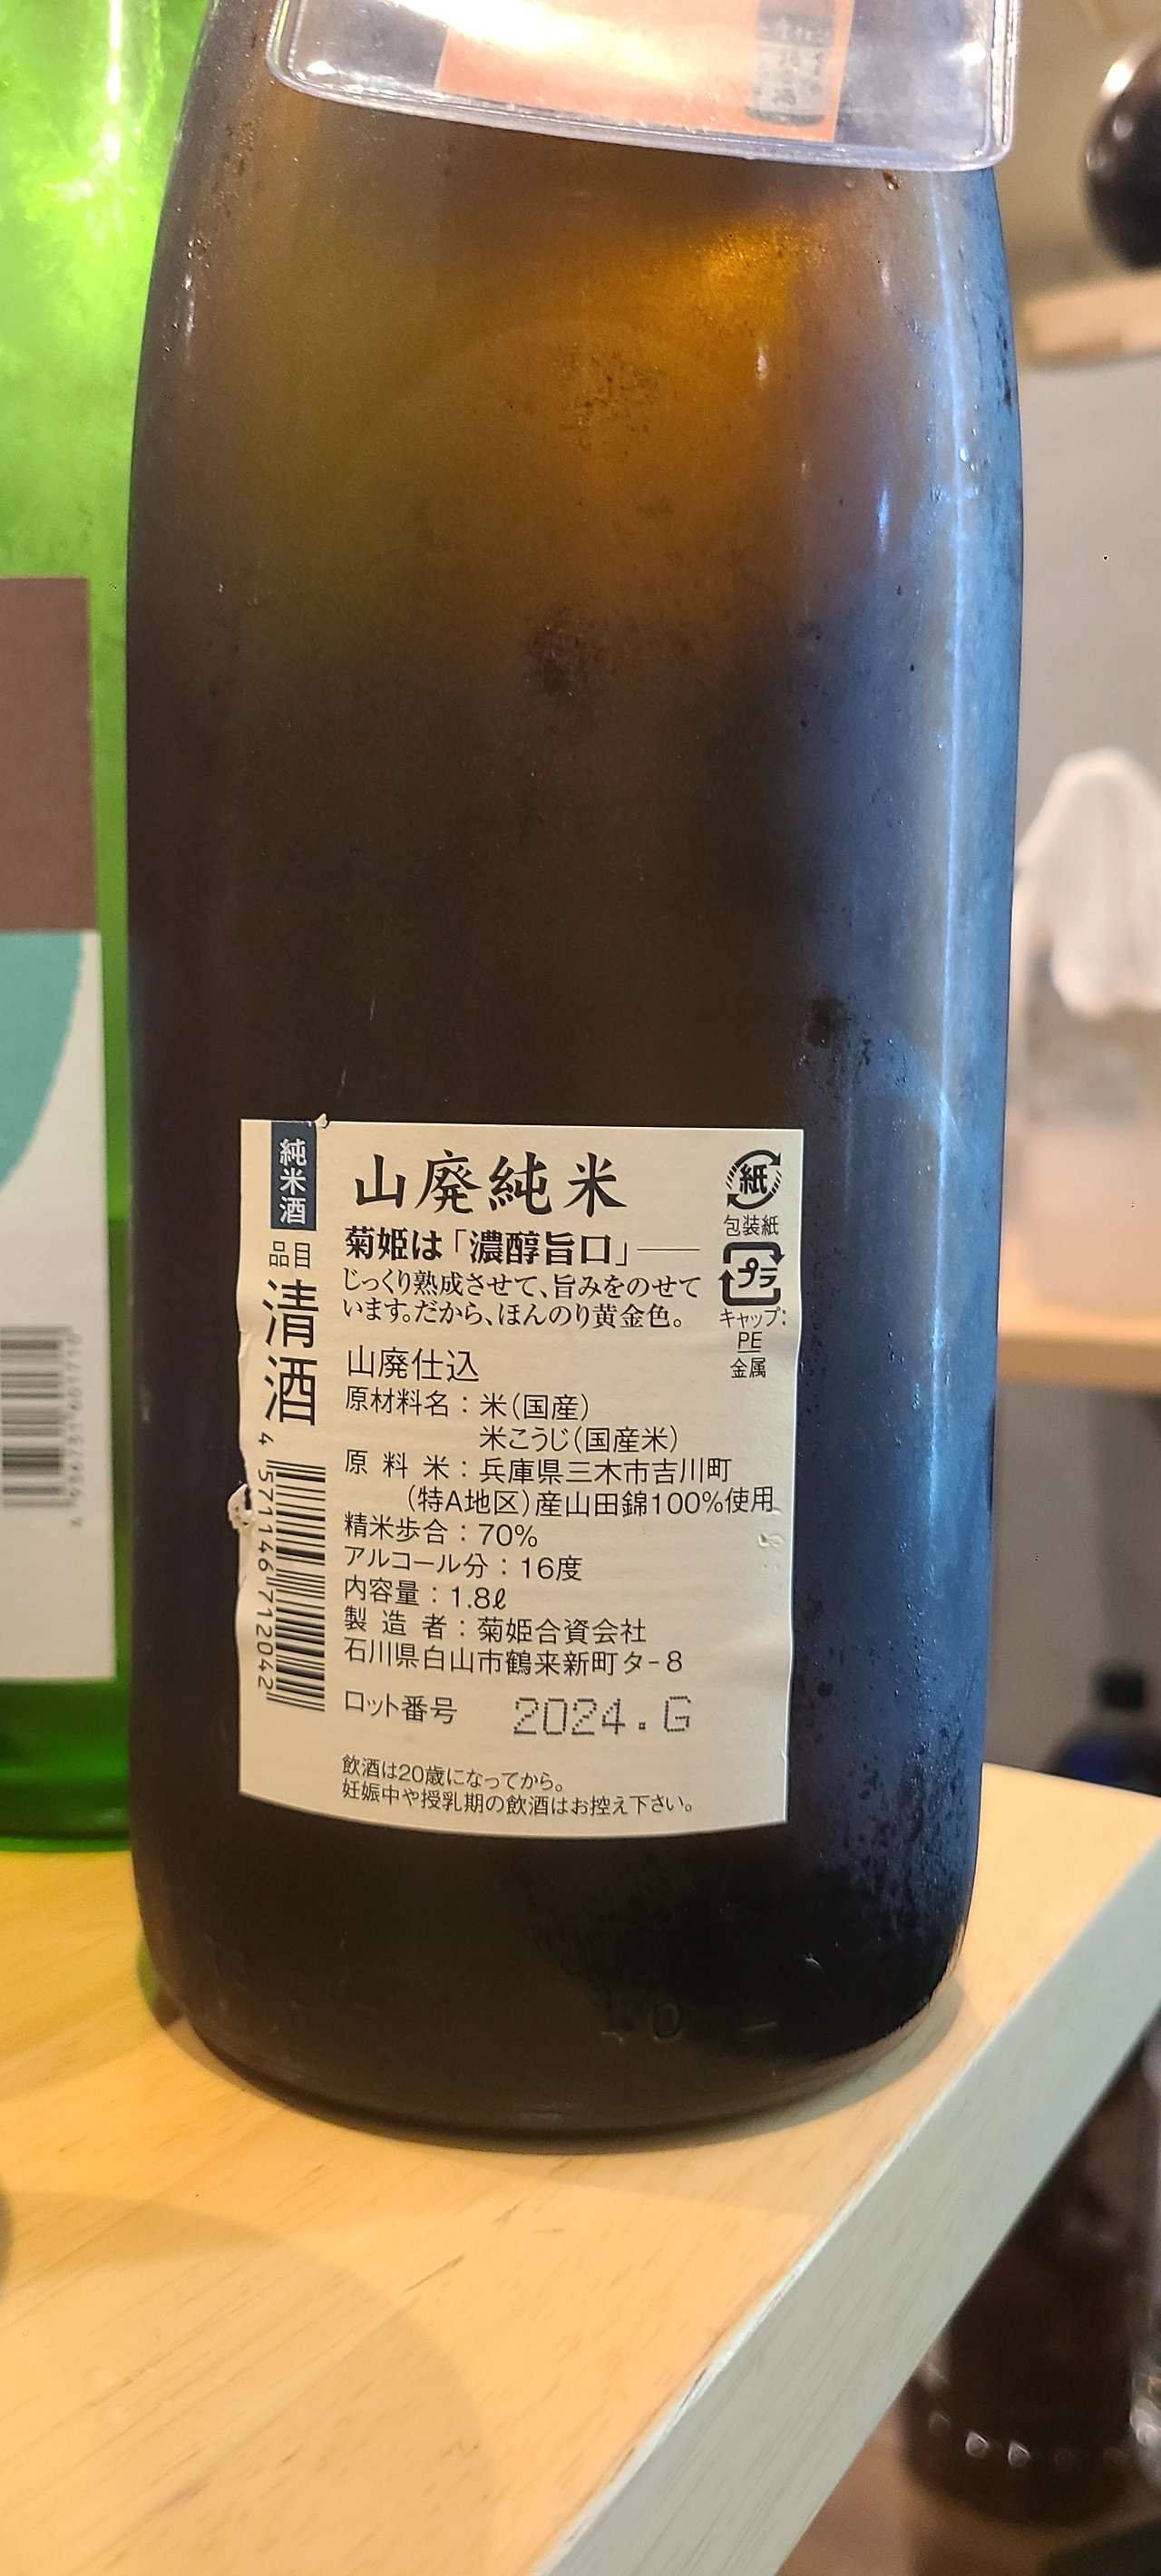 純米酒
品目
清酒
4 571146 712042
山廃純米
菊姫は「濃醇旨口」――
じっくり熟成させて、旨みをのせて
います。だから、ほんのり黄金色。
山廃仕込
原材料名：米（国産）
米こうじ（国産米）
原料米：兵庫県三木市吉川町
（特A地区）産山田錦100%使用
精米歩合：70%
アルコール分：16度
内容量：1.8ℓ
製造者：菊姫合資会社
石川県白山市鶴来新町タ-8
ロット番号 2024.G
飲酒は20歳になってから。
妊娠中や授乳期の飲酒はお控え下さい。
紙
包装紙
プラ
キャップ:
PE
金属